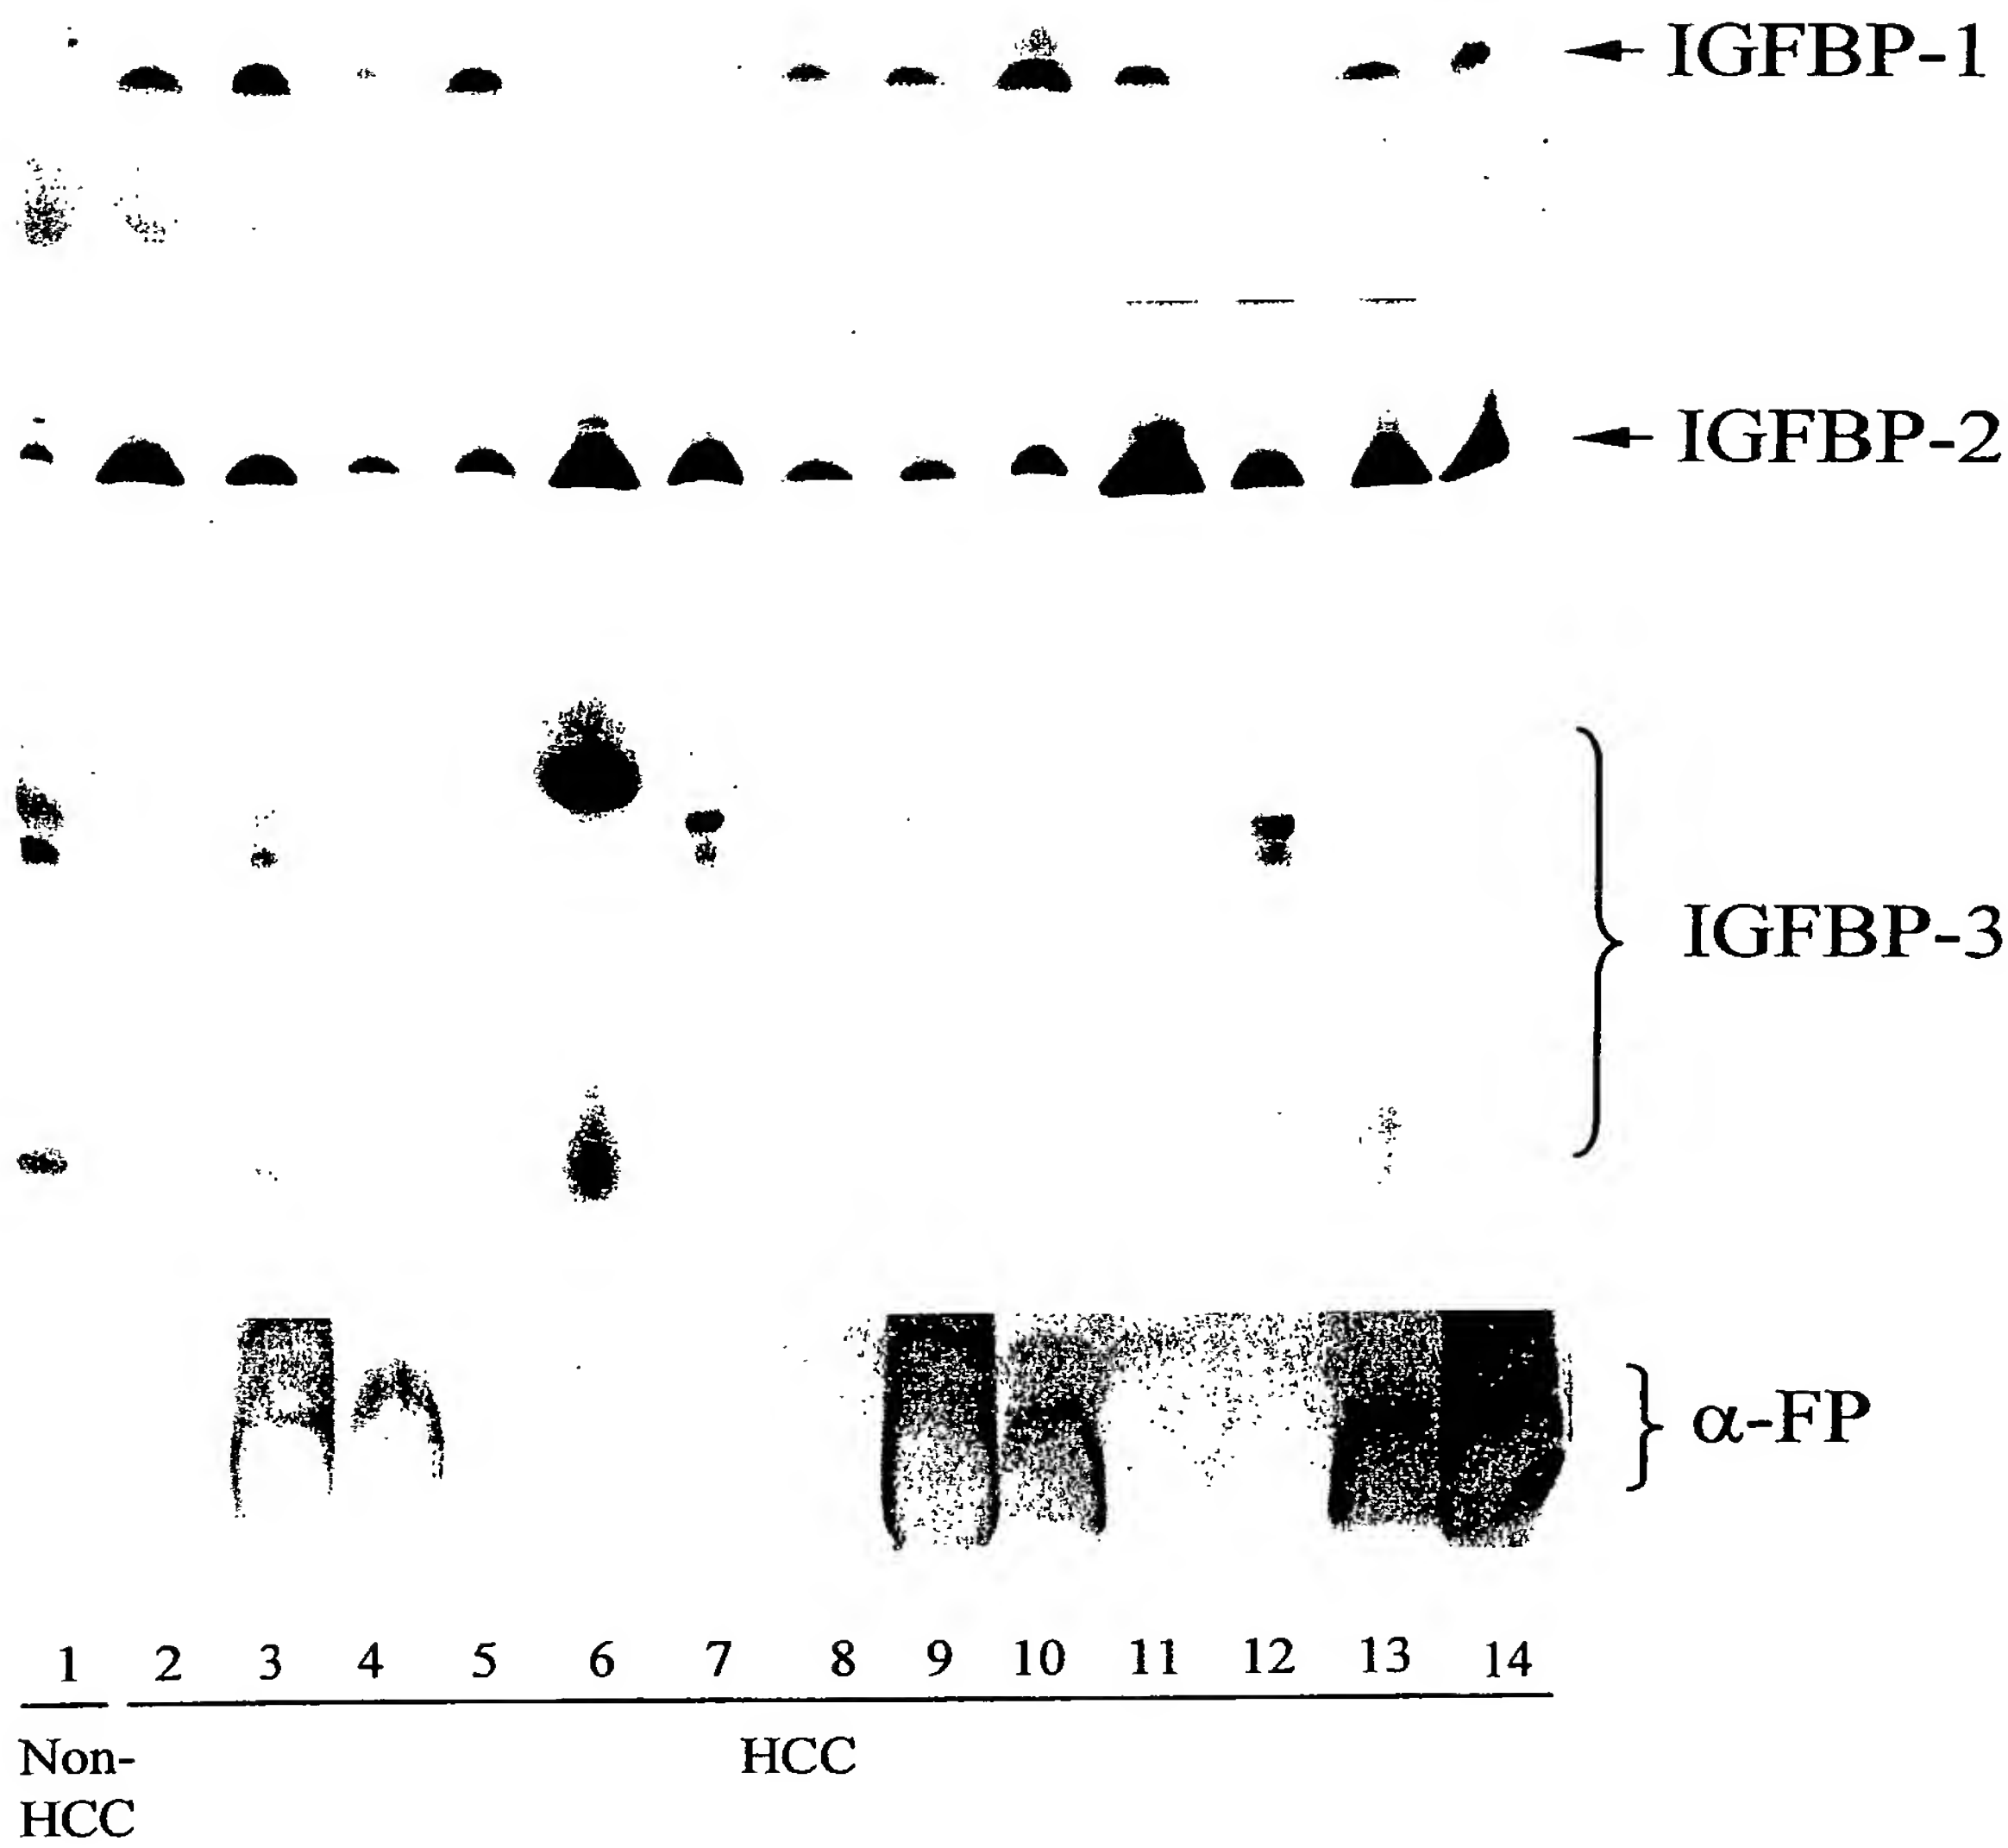 IGFBP-1
IGFBP-2
IGFBP-3
α-FP
1 2 3 4 5 6 7 8 9 10 11 12 13 14
Non-HCC
HCC